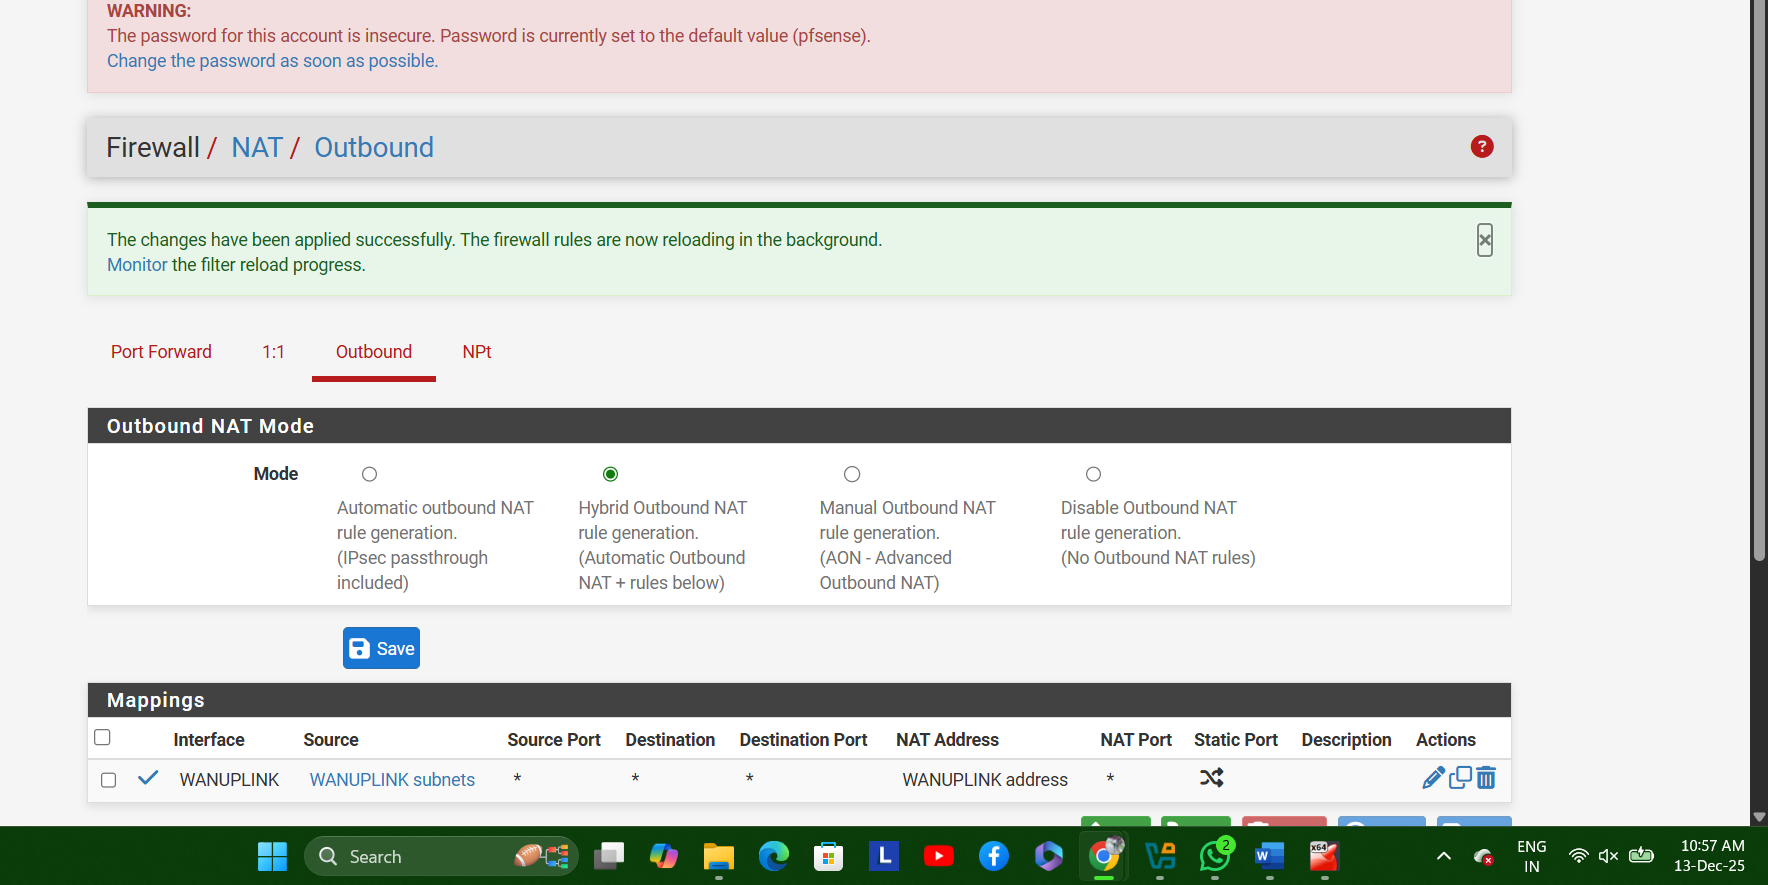 WARNING:
The password for this account is insecure. Password is currently set to the default value (pfsense).
Change the password as soon as possible.
Firewall / NAT / Outbound
?
The changes have been applied successfully. The firewall rules are now reloading in the background.
Monitor the filter reload progress.
×
Port Forward 1:1 Outbound NPt
Outbound NAT Mode
Mode
Automatic outbound NAT rule generation.
(IPsec passthrough included)
Hybrid Outbound NAT rule generation.
(Automatic Outbound NAT + rules below)
Manual Outbound NAT rule generation.
(AON - Advanced Outbound NAT)
Disable Outbound NAT rule generation.
(No Outbound NAT rules)
Save
Mappings
Interface Source Source Port Destination Destination Port NAT Address NAT Port Static Port Description Actions
WANUPLINK WANUPLINK subnets * * * WANUPLINK address *
Search
L
W
x64
2
ENG
IN
10:57 AM
13-Dec-25